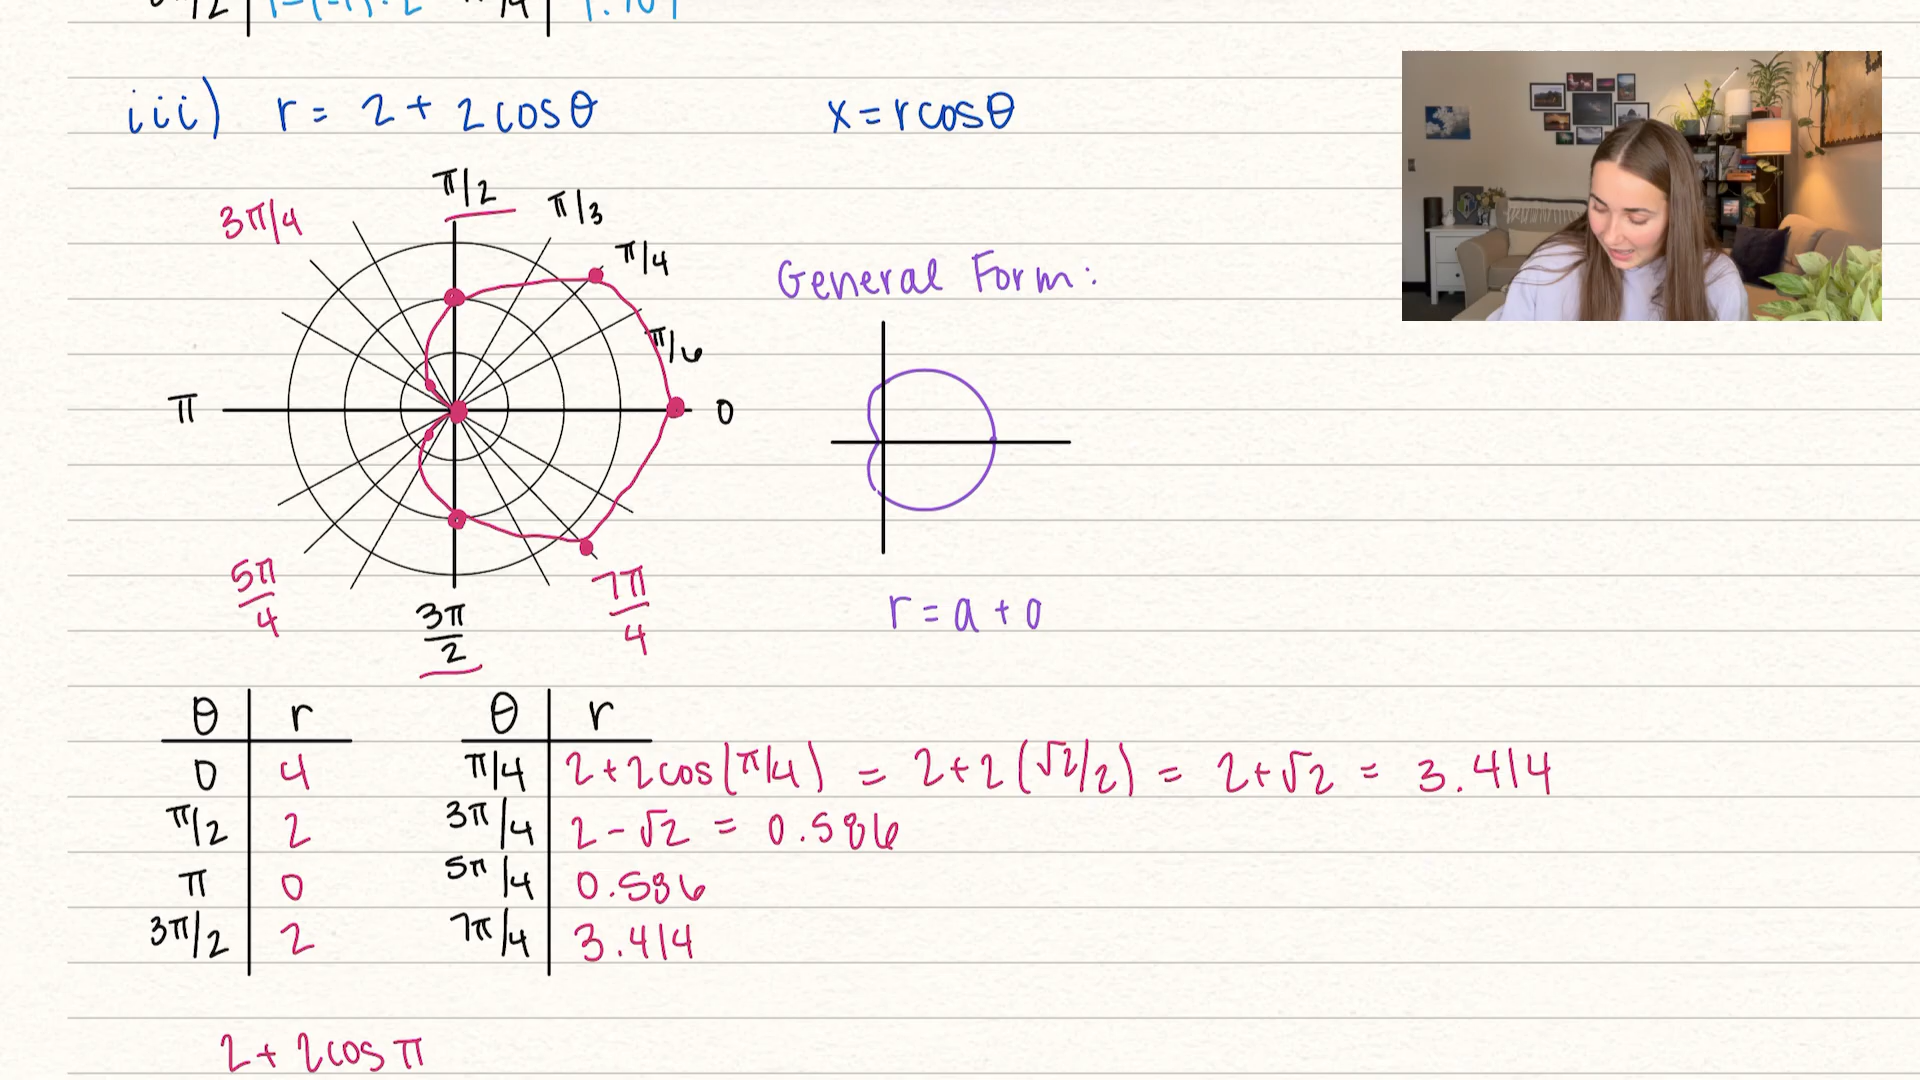 iii) r = 2 + 2cosθ
x = rcosθ
π/2
π/3
3π/4
π/4
General Form:
π/6
π
0
5π/4
3π/2
7π/4
r = a + o
θ | r
0 | 4
π/2 | 2
π | 0
3π/2 | 2
θ | r
π/4 | 2+2cos(π/4) = 2+2(√2/2) = 2+√2 = 3.414
3π/4 | 2-√2 = 0.586
5π/4 | 0.586
7π/4 | 3.414
2 + 2cosπ